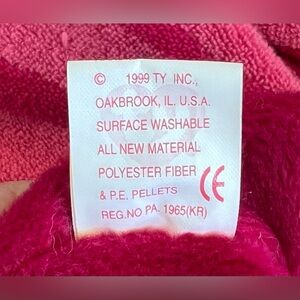 © 1999 TY INC.,
OAKBROOK, IL. U.S.A.
SURFACE WASHABLE
ALL NEW MATERIAL
POLYESTER FIBER
& P.E. PELLETS CE
REG.NO PA. 1965(KR)